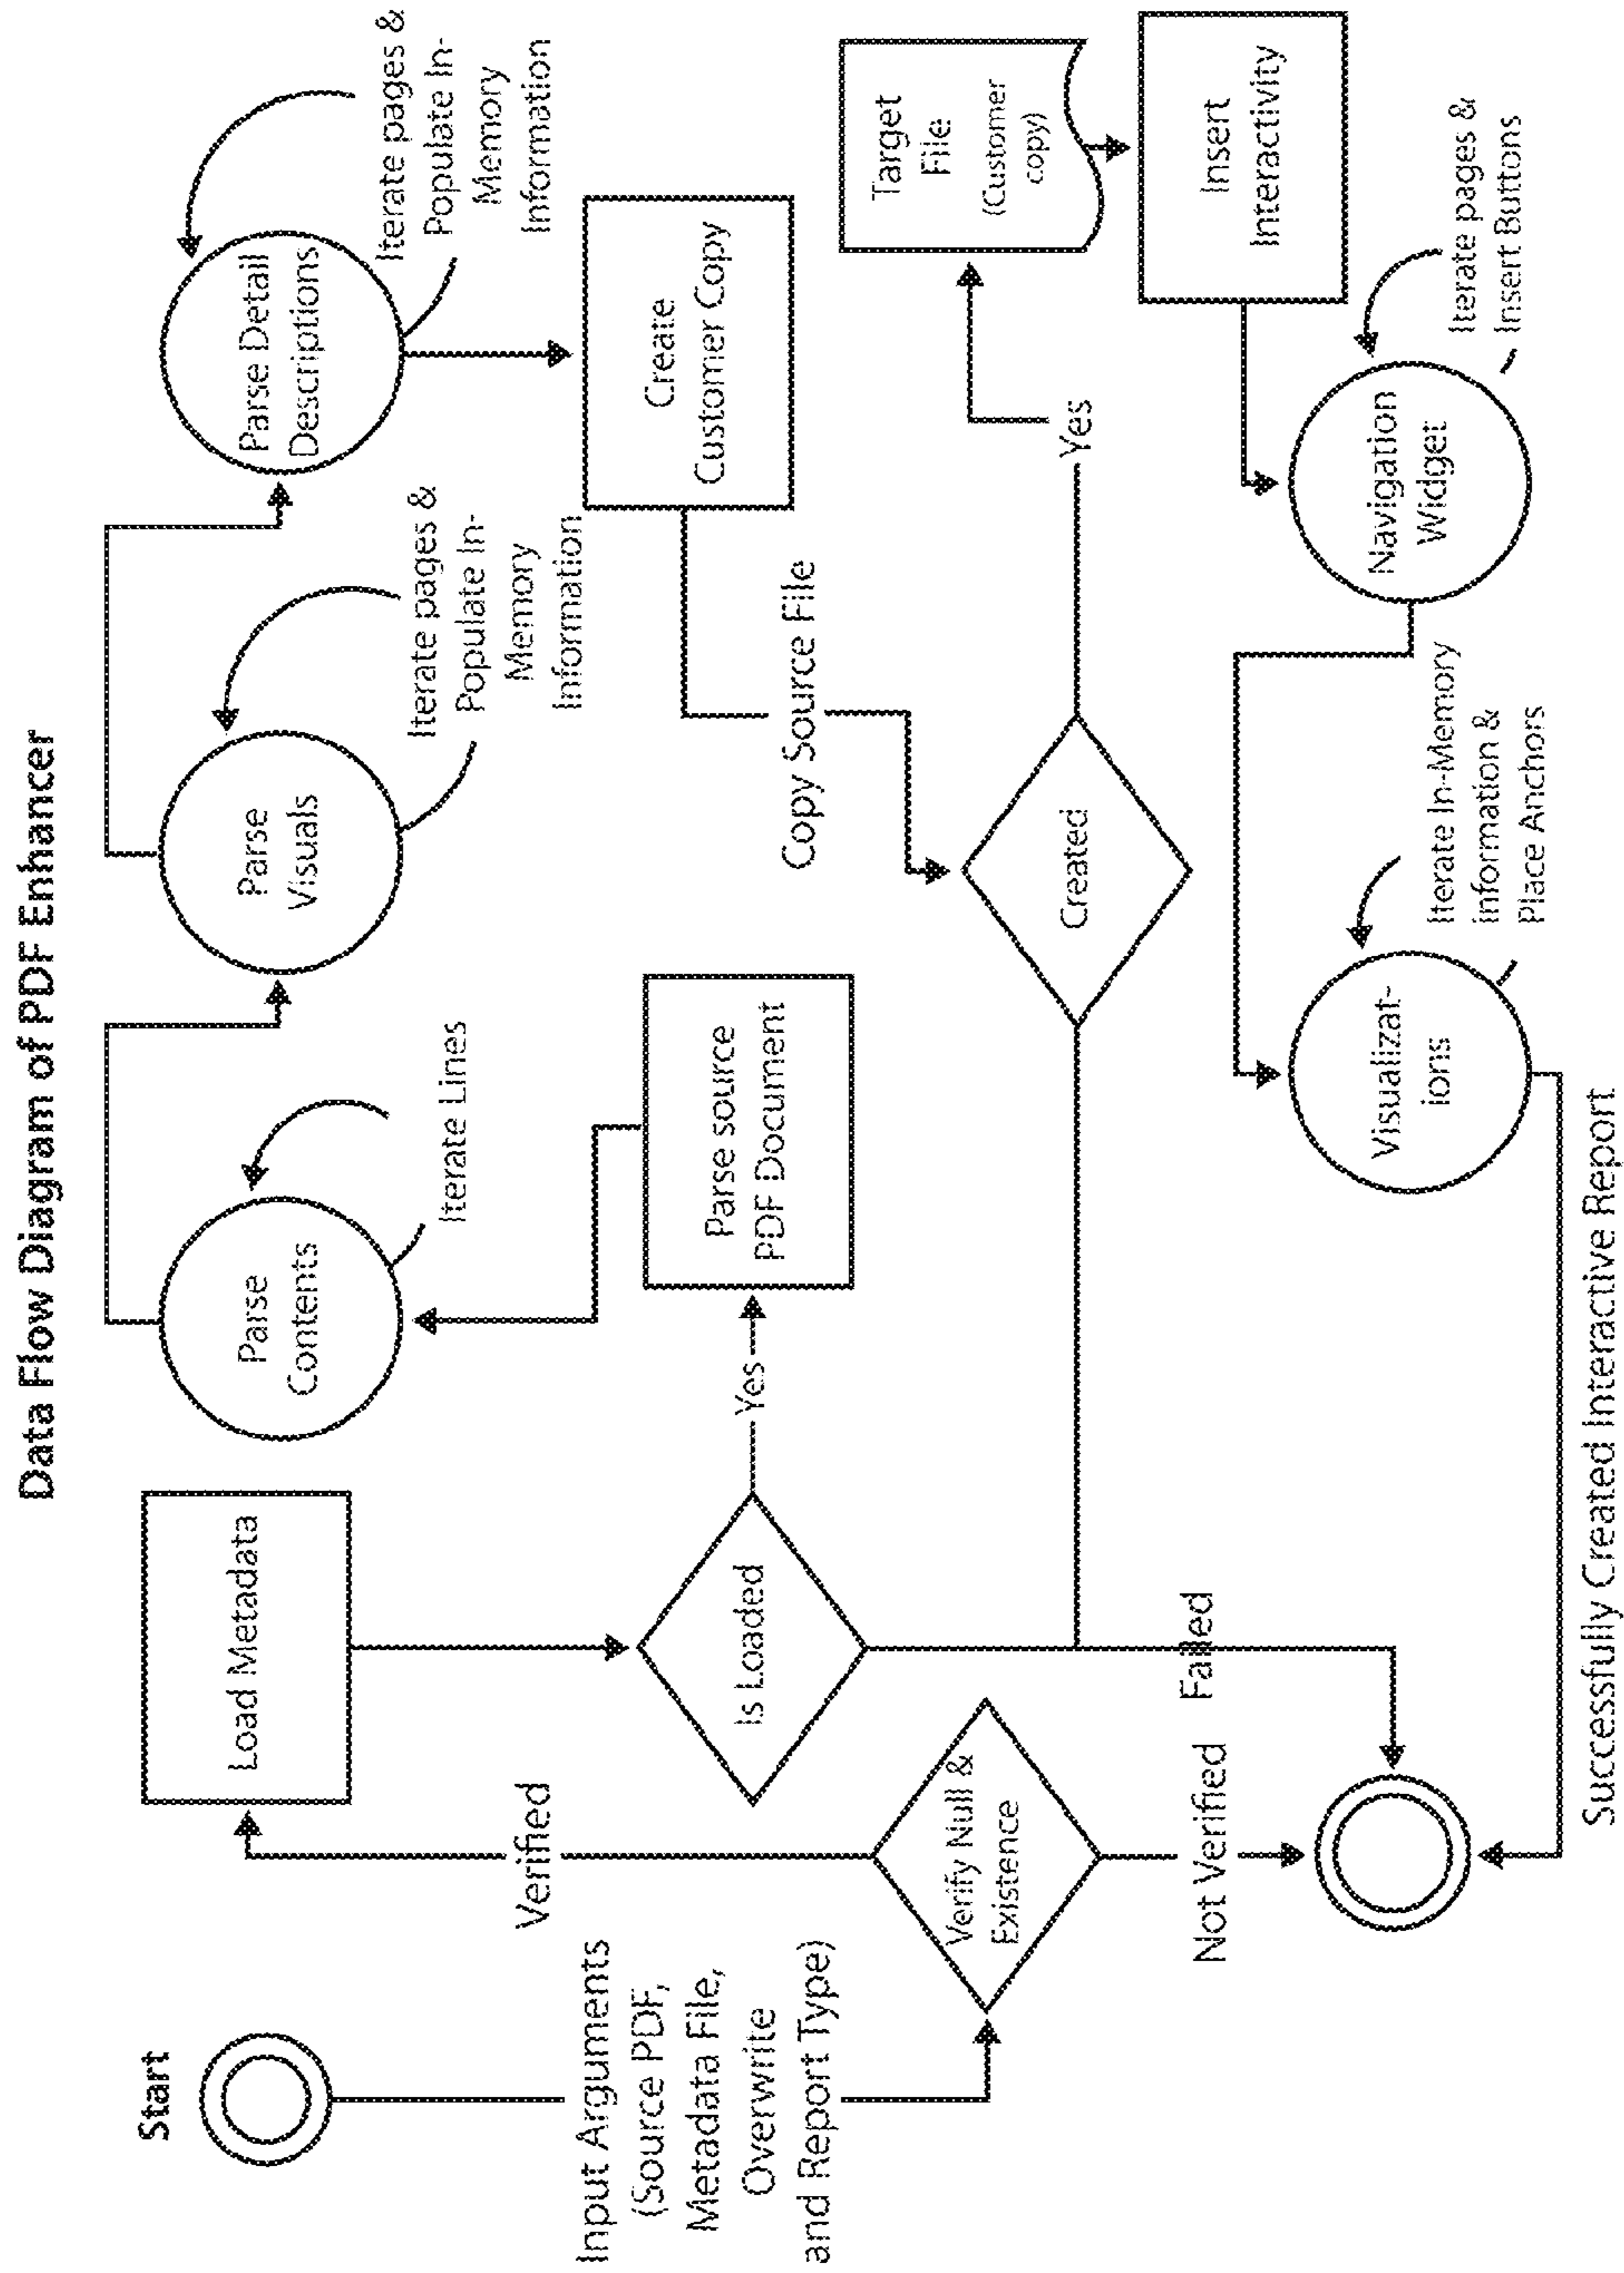 Data Flow Diagram of PDF Enhancer
Start
Input Arguments
(Source PDF,
Metadata File,
Overwrite
and Report Type)
Verify Null &
Existence
Verified
Not Verified
Load Metadata
Is Loaded
Yes
Failed
Parse source
PDF Document
Parse
Contents
Iterate Lines
Parse
Visuals
Iterate pages &
Populate In-
Memory
Information
Parse Detail
Descriptions
Iterate pages &
Populate In-
Memory
Information
Create
Customer Copy
Copy Source File
Created
Yes
Target
File
(Customer
copy)
Insert
Interactivity
Navigation
Widget
Iterate pages &
Insert Buttons
Visualizat-
ions
Iterate In-Memory
Information &
Place Anchors
Successfully Created Interactive Report